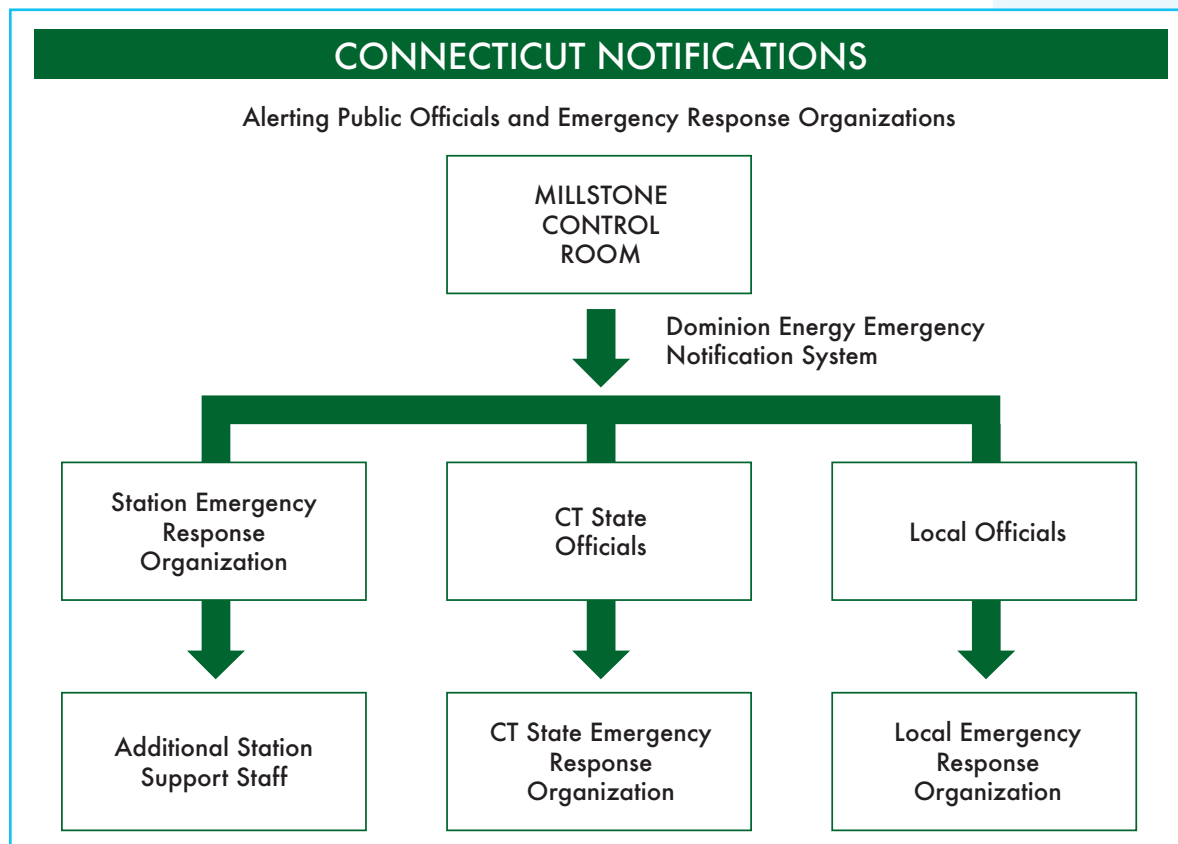 CONNECTICUT NOTIFICATIONS
Alerting Public Officials and Emergency Response Organizations
MILLSTONE
CONTROL
ROOM
Dominion Energy Emergency
Notification System
Station Emergency
Response
Organization
CT State
Officials
Local Officials
Additional Station
Support Staff
CT State Emergency
Response
Organization
Local Emergency
Response
Organization